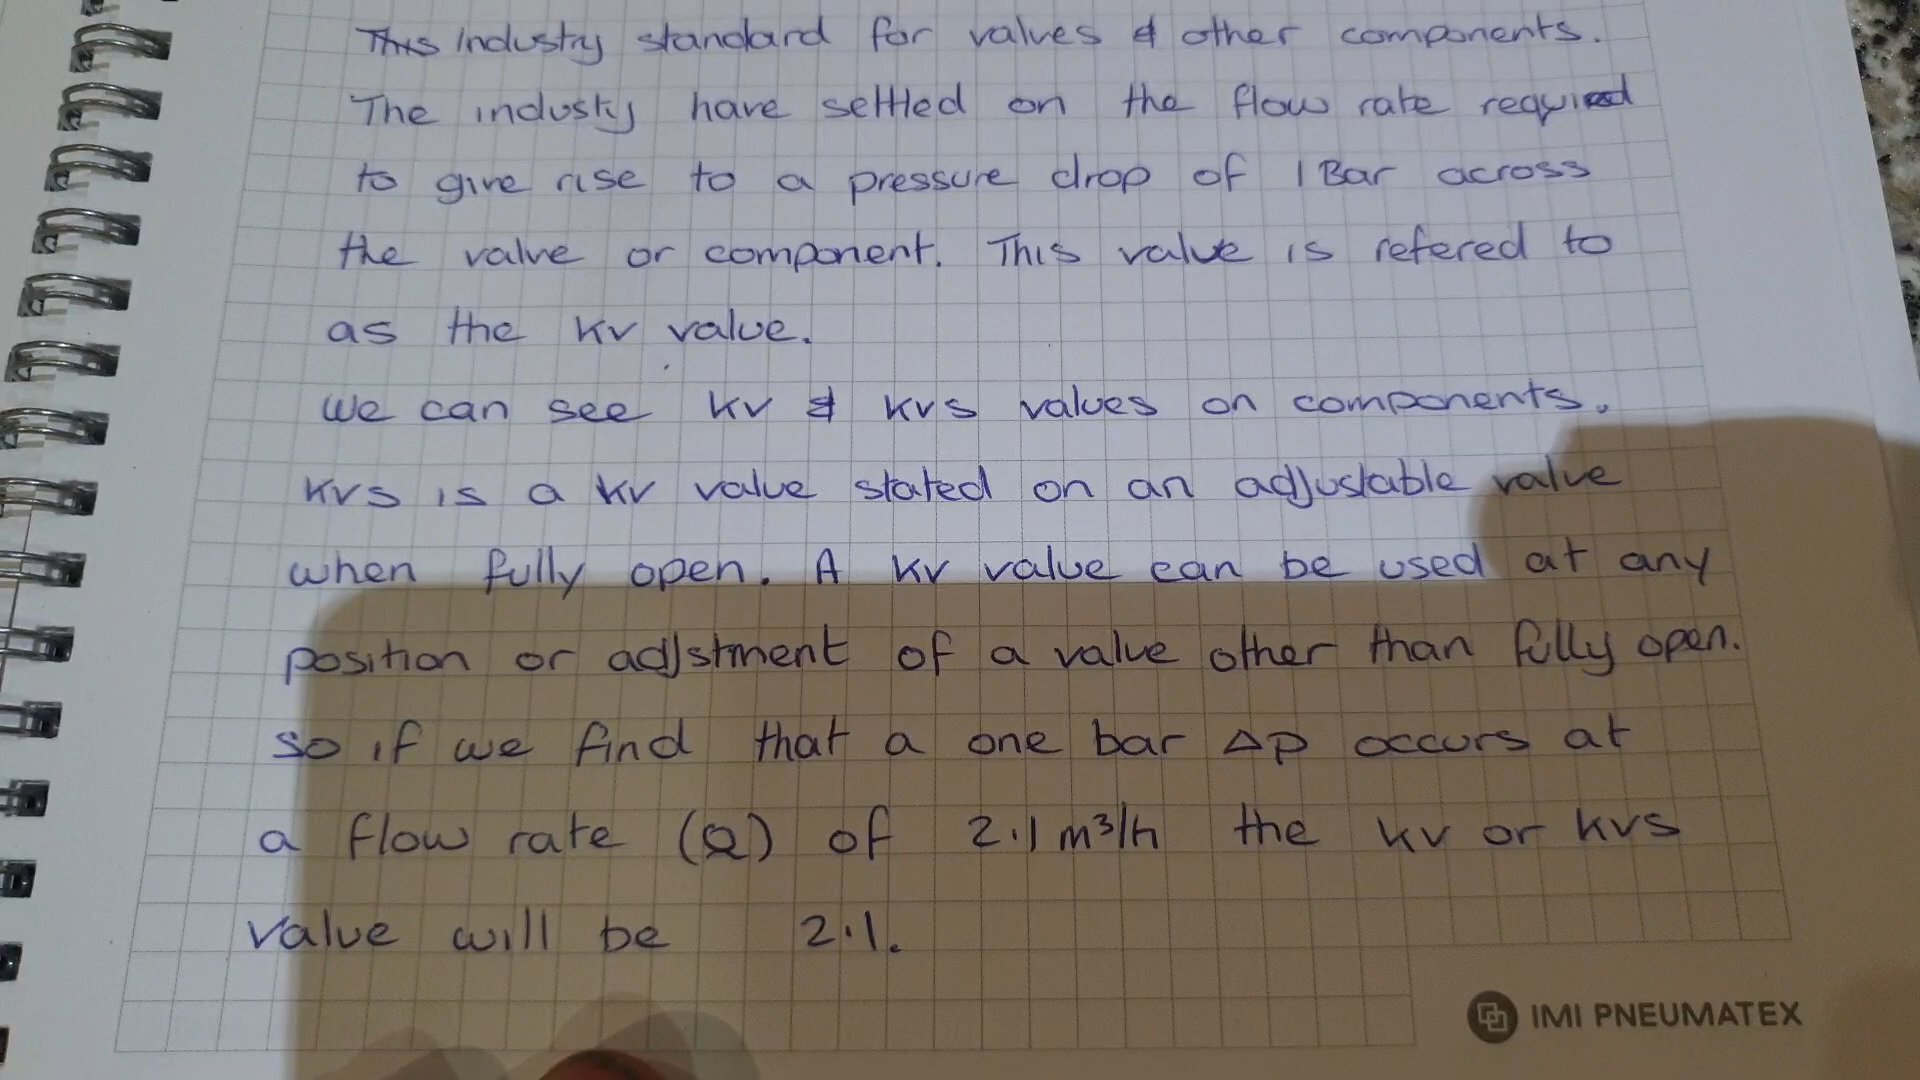 This Industry standard for valves & other components.
The industry have settled on the flow rate required
to give rise to a pressure drop of 1 Bar across
the valve or component. This value is refered to
as the Kv value.
We can see Kv & Kvs values on components.
Kvs is a Kv value stated on an adjustable valve
when fully open. A Kv value can be used at any
position or adjstment of a valve other than fully open.
so if we find that a one bar ΔP occurs at
a flow rate (Q) of 2.1 m³/h the kv or kvs
value will be 2.1.
IMI PNEUMATEX